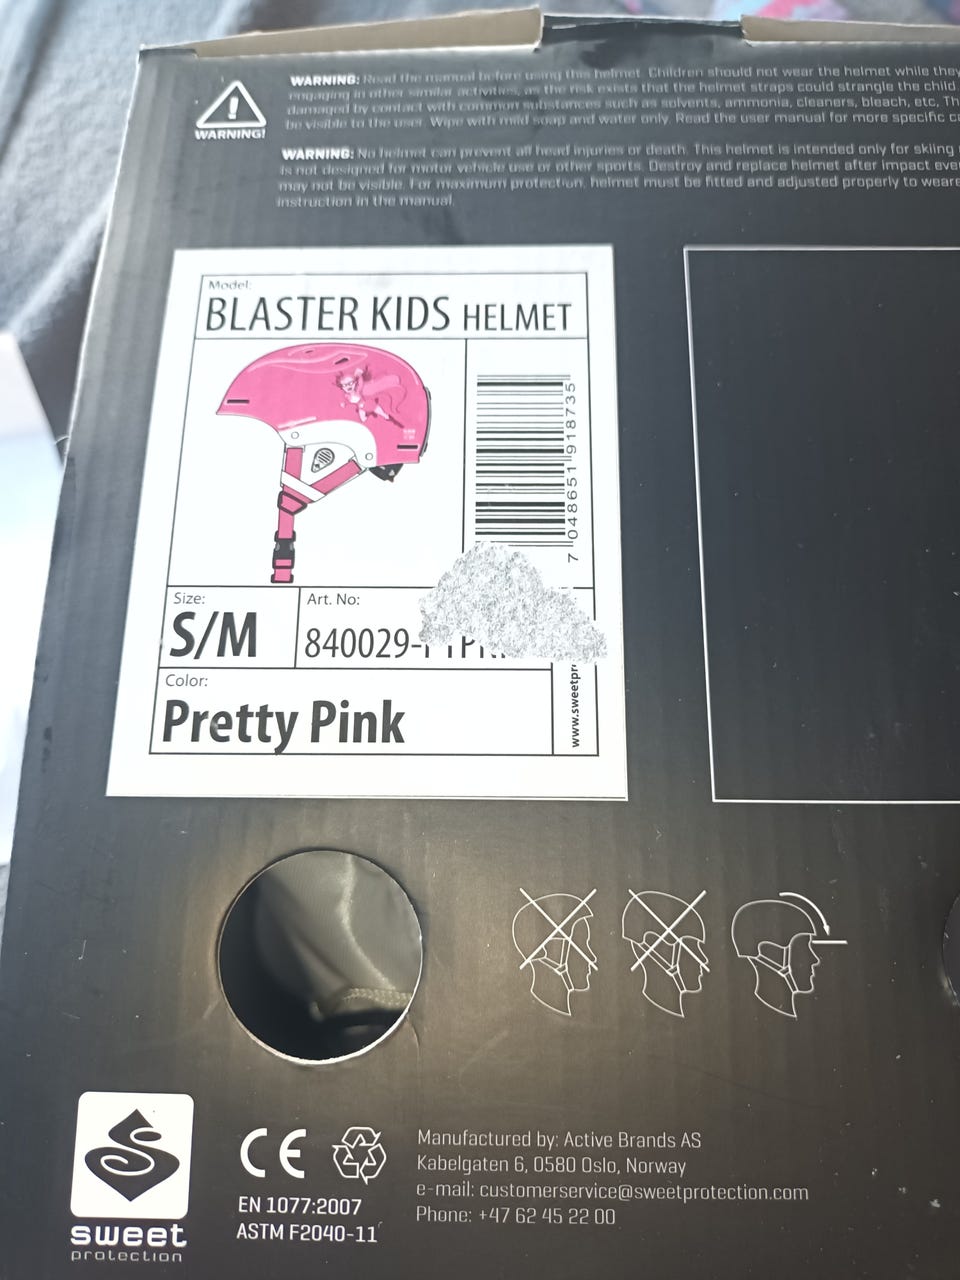 WARNING: Read the manual before using this helmet. Children should not wear the helmet while they
engaging in other similar activities, as the risk exists that the helmet straps could strangle the child.
damaged by contact with common substances such as solvents, ammonia, cleaners, bleach, etc, Th
be visible to the user. Wipe with mild soap and water only. Read the user manual for more specific ca
WARNING!
WARNING: No helmet can prevent all head injuries or death. This helmet is intended only for skiing
is not designed for motor vehicle use or other sports. Destroy and replace helmet after impact eve
may not be visible. For maximum protection, helmet must be fitted and adjusted properly to weare
instruction in the manual.
Model:
BLASTER KIDS HELMET
7 048651 918735
Size:
S/M
Art. No:
840029-
Color:
Pretty Pink
www.sweetpr
sweet
protection
CE
EN 1077:2007
ASTM F2040-11
Manufactured by: Active Brands AS
Kabelgaten 6, 0580 Oslo, Norway
e-mail: customerservice@sweetprotection.com
Phone: +47 62 45 22 00